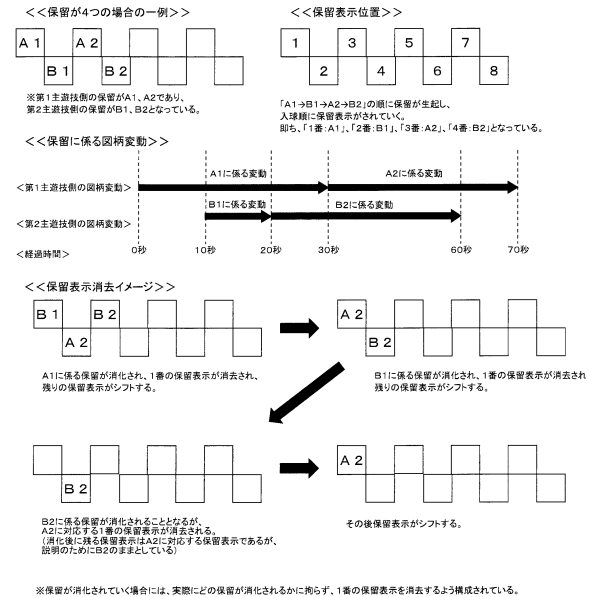 <<保留が4つの場合の一例>>
<<保留表示位置>>
A1
A2
B1
B2
1
3
5
7
2
4
6
8
※第1主遊技側の保留がA1、A2であり、
第2主遊技側の保留がB1、B2となっている。
「A1→B1→A2→B2」の順に保留が生起し、
入球順に保留表示がされていく。
即ち、「1番:A1」、「2番:B1」、「3番:A2」、「4番:B2」となっている。
<<保留に係る図柄変動>>
A1に係る変動
A2に係る変動
<第1主遊技側の図柄変動>
B1に係る変動
B2に係る変動
<第2主遊技側の図柄変動>
0秒
10秒
20秒
30秒
60秒
70秒
<経過時間>
<<保留表示消去イメージ>>
B1
B2
A2
A2
B2
A1に係る保留が消化され、1番の保留表示が消去され、
残りの保留表示がシフトする。
B1に係る保留が消化され、1番の保留表示が消去され
残りの保留表示がシフトする。
B2
A2
B2に係る保留が消化されることとなるが、
A2に対応する1番の保留表示が消去される。
(消化後に残る保留表示はA2に対応する保留表示であるが、
説明のためにB2のままとしている)
その後保留表示がシフトする。
※保留が消化されていく場合には、実際にどの保留が消化されるかに拘らず、1番の保留表示を消去するよう構成されている。